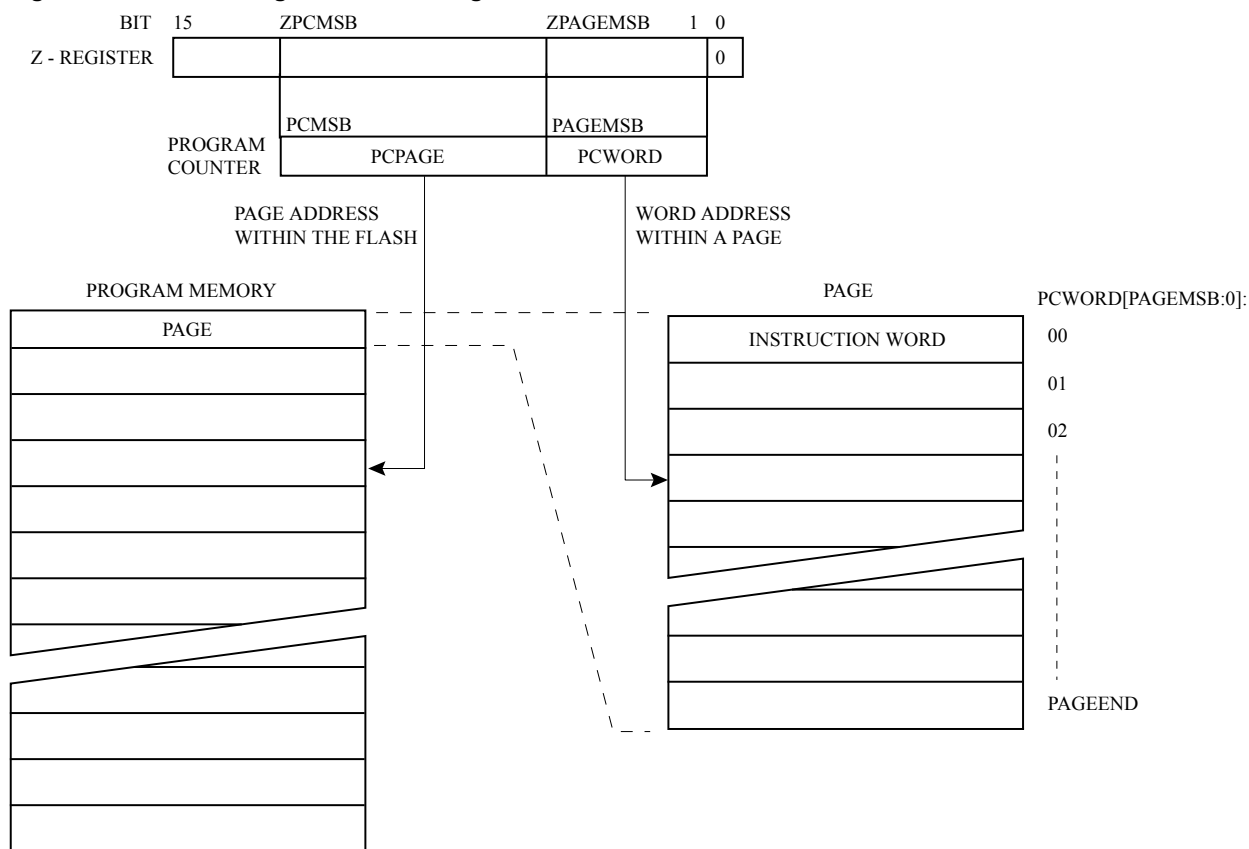 BIT 15 ZPCMSB ZPAGEMSB 1 0
Z - REGISTER 0
PCMSB PAGEMSB
PROGRAM
COUNTER
PCPAGE PCWORD
PAGE ADDRESS
WITHIN THE FLASH
WORD ADDRESS
WITHIN A PAGE
PROGRAM MEMORY
PAGE
PAGE
PCWORD[PAGEMSB:0]:
INSTRUCTION WORD
00
01
02
PAGEEND